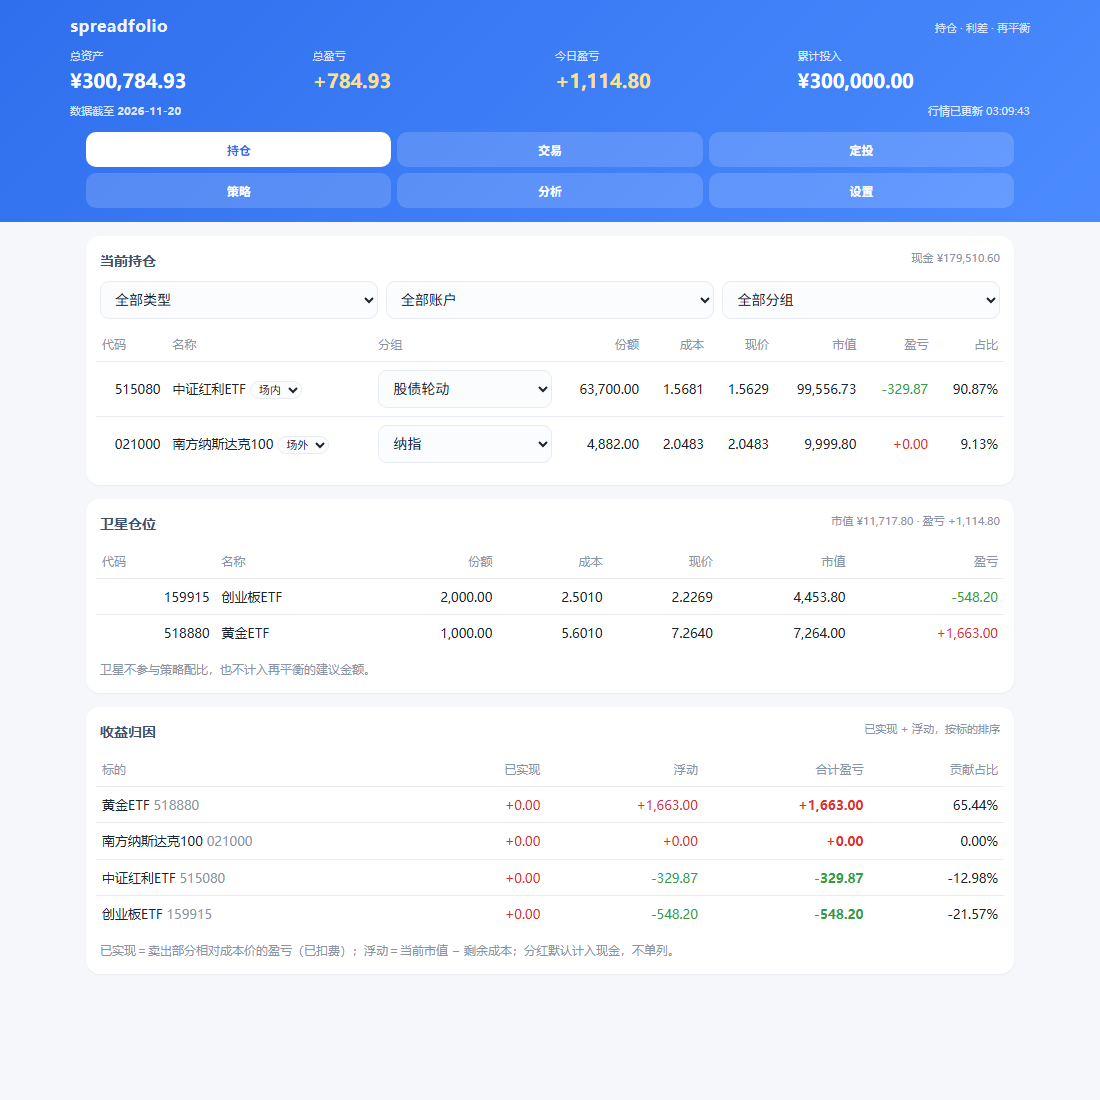 spreadfolio
持仓 · 利差 · 再平衡
总资产 总盈亏 今日盈亏 累计投入
¥300,784.93 +784.93 +1,114.80 ¥300,000.00
数据截至 2026-11-20 行情已更新 03:09:43
持仓 交易 定投
策略 分析 设置
当前持仓 现金 ¥179,510.60
全部类型 全部账户 全部分组
代码 名称 分组 份额 成本 现价 市值 盈亏 占比
515080 中证红利ETF 场内 股债轮动 63,700.00 1.5681 1.5629 99,556.73 -329.87 90.87%
021000 南方纳斯达克100 场外 纳指 4,882.00 2.0483 2.0483 9,999.80 +0.00 9.13%
卫星仓位 市值 ¥11,717.80 · 盈亏 +1,114.80
代码 名称 份额 成本 现价 市值 盈亏
159915 创业板ETF 2,000.00 2.5010 2.2269 4,453.80 -548.20
518880 黄金ETF 1,000.00 5.6010 7.2640 7,264.00 +1,663.00
卫星不参与策略配比，也不计入再平衡的建议金额。
收益归因 已实现 + 浮动，按标的排序
标的 已实现 浮动 合计盈亏 贡献占比
黄金ETF 518880 +0.00 +1,663.00 +1,663.00 65.44%
南方纳斯达克100 021000 +0.00 +0.00 +0.00 0.00%
中证红利ETF 515080 +0.00 -329.87 -329.87 -12.98%
创业板ETF 159915 +0.00 -548.20 -548.20 -21.57%
已实现 = 卖出部分相对成本价的盈亏（已扣费）；浮动 = 当前市值 − 剩余成本；分红默认计入现金，不单列。